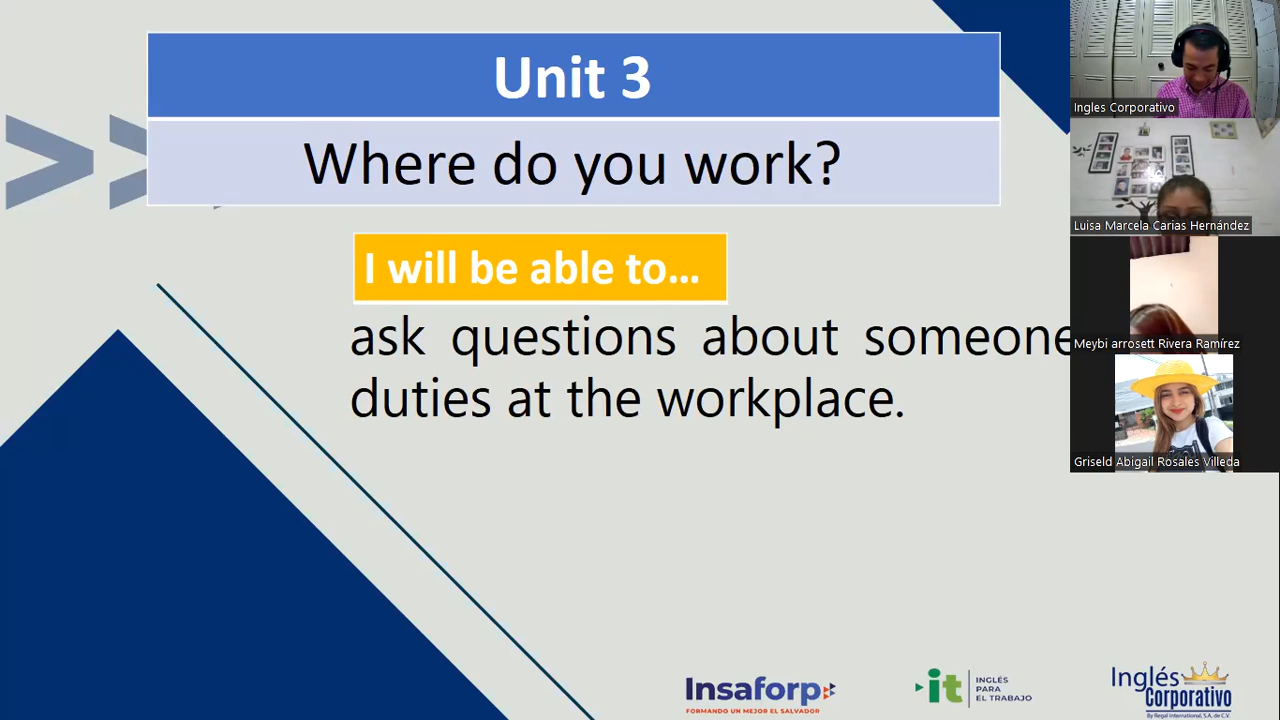 Unit 3
Where do you work?
I will be able to...
ask questions about someone
duties at the workplace.
Ingles Corporativo
Luisa Marcela Carias Hernández
Meybi arrosett Rivera Ramírez
Griseld Abigail Rosales Villeda
Insaforp
FORMANDO UN MEJOR EL SALVADOR
it
INGLÉS
PARA
EL TRABAJO
Inglés
Corporativo
By Regal International, S.A. de C.V.